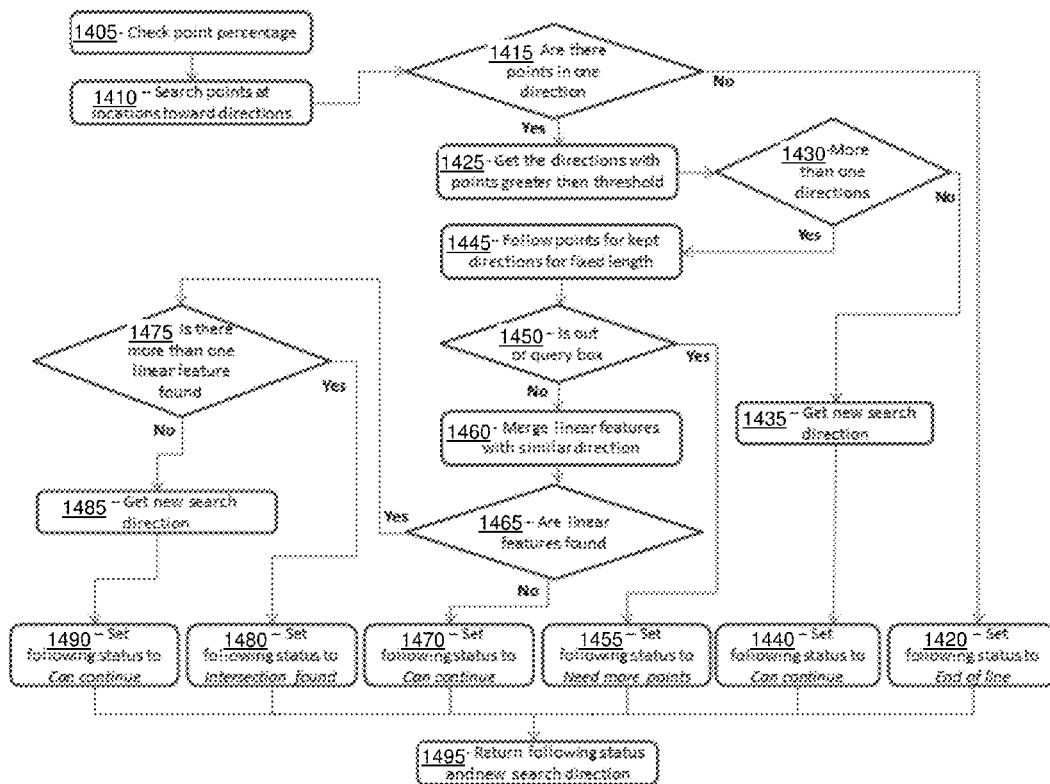 1405 - Check point percentage
1410 - Search points at
locations toward directions
1415 Are there
points in one
direction
No
Yes
1425 - Get the directions with
points greater then threshold
1430 - More
than one
directions
No
Yes
1445 - Follow points for kept
directions for fixed length
1475 Is there
more than one
linear feature
found
Yes
No
1450 - Is out
of query box
Yes
No
1435 - Get new search
direction
1460 - Merge linear features
with similar direction
1485 - Get new search
direction
Yes
1465 - Are linear
features found
No
1490 - Set
following status to
Can continue
1480 - Set
following status to
Intersection found
1470 - Set
following status to
Can continue
1455 - Set
following status to
Need more points
1440 - Set
following status to
Can continue
1420 - Set
following status to
End of line
1495 - Return following status
and new search direction